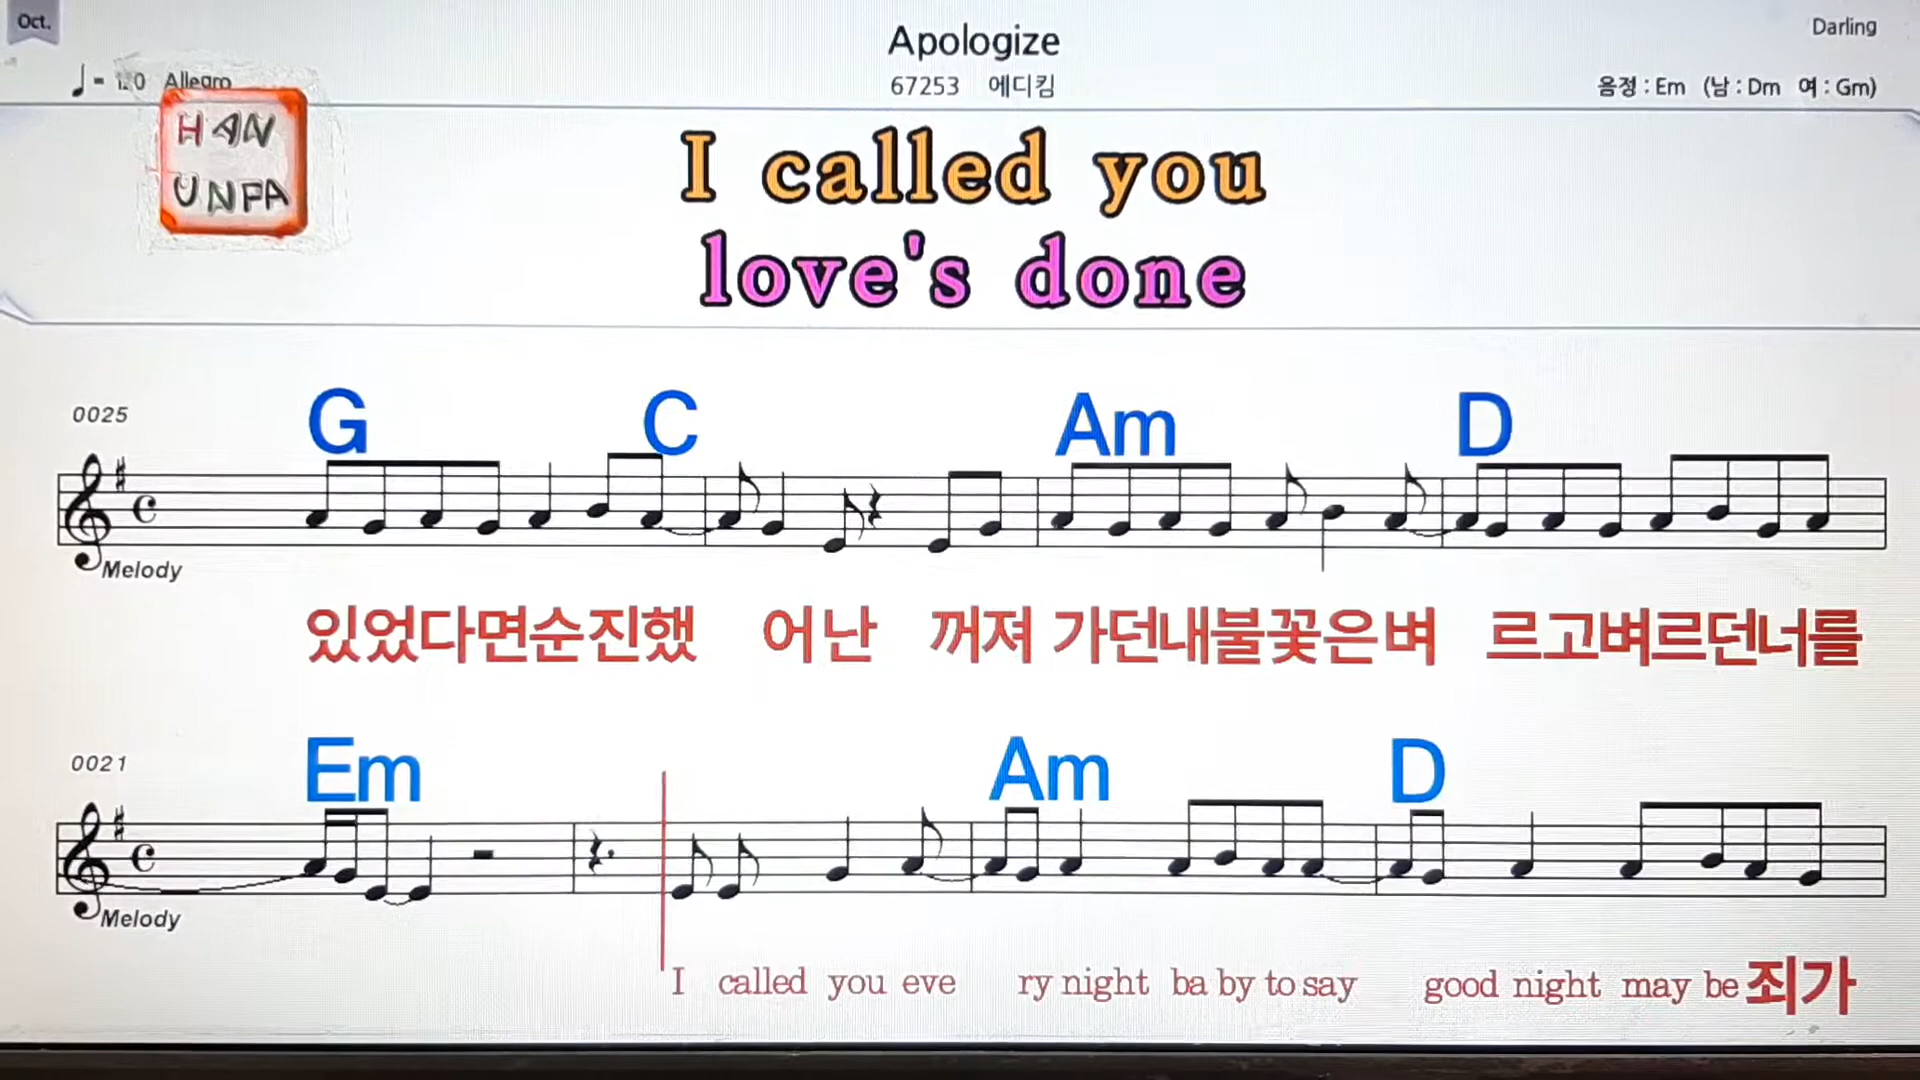 Oct.
Apologize
Darling
Allegro
67253 에디킴
음정 : Em (남 : Dm 여 : Gm)
HAN
UNFA
I called you
love's done
0025
G C Am D
Melody
있었다면순진했 어난 꺼져 가던내불꽃은벼 르고벼르던너를
0021
Em Am D
Melody
I called you eve ry night ba by to say good night may be 죄가